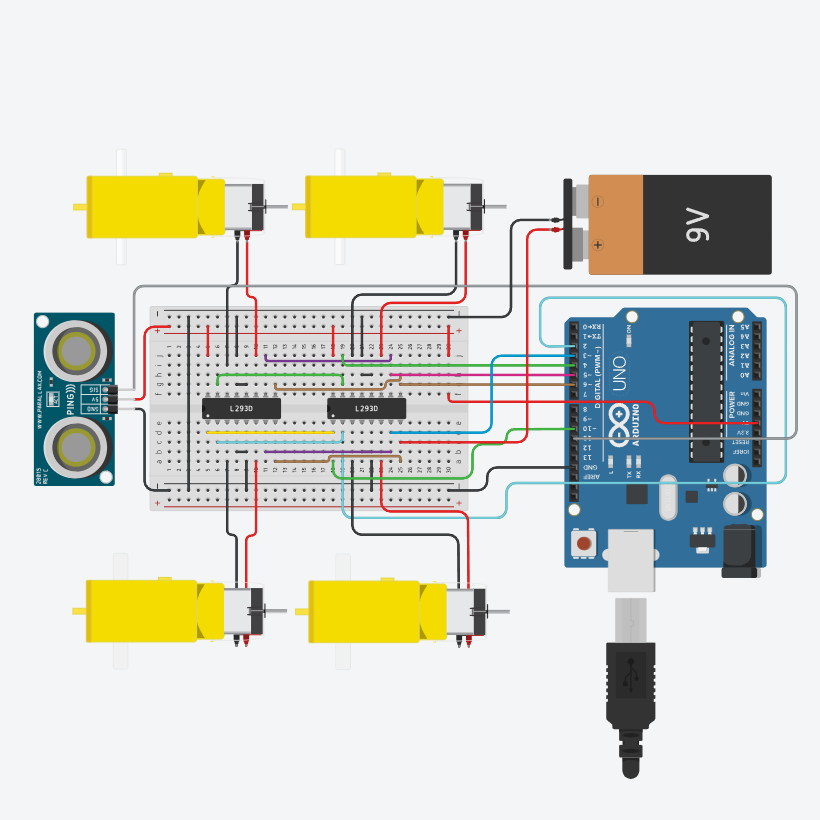 9V
−
+
28015
REV C
WWW.PARALLAX.COM
PING)))
SIG
5V
GND
L293D
L293D
a b c d e
f g h i j
RX←0
TX→1
2
~3
4
~5
~6
7
8
~9
~10
~11
12
13
GND
AREF
DIGITAL (PWM~)
UNO
ARDUINO
ON
L
TX
RX
A5
A4
A3
A2
A1
A0
ANALOG IN
POWER
Vin
GND
GND
5V
3.3V
RESET
IOREF